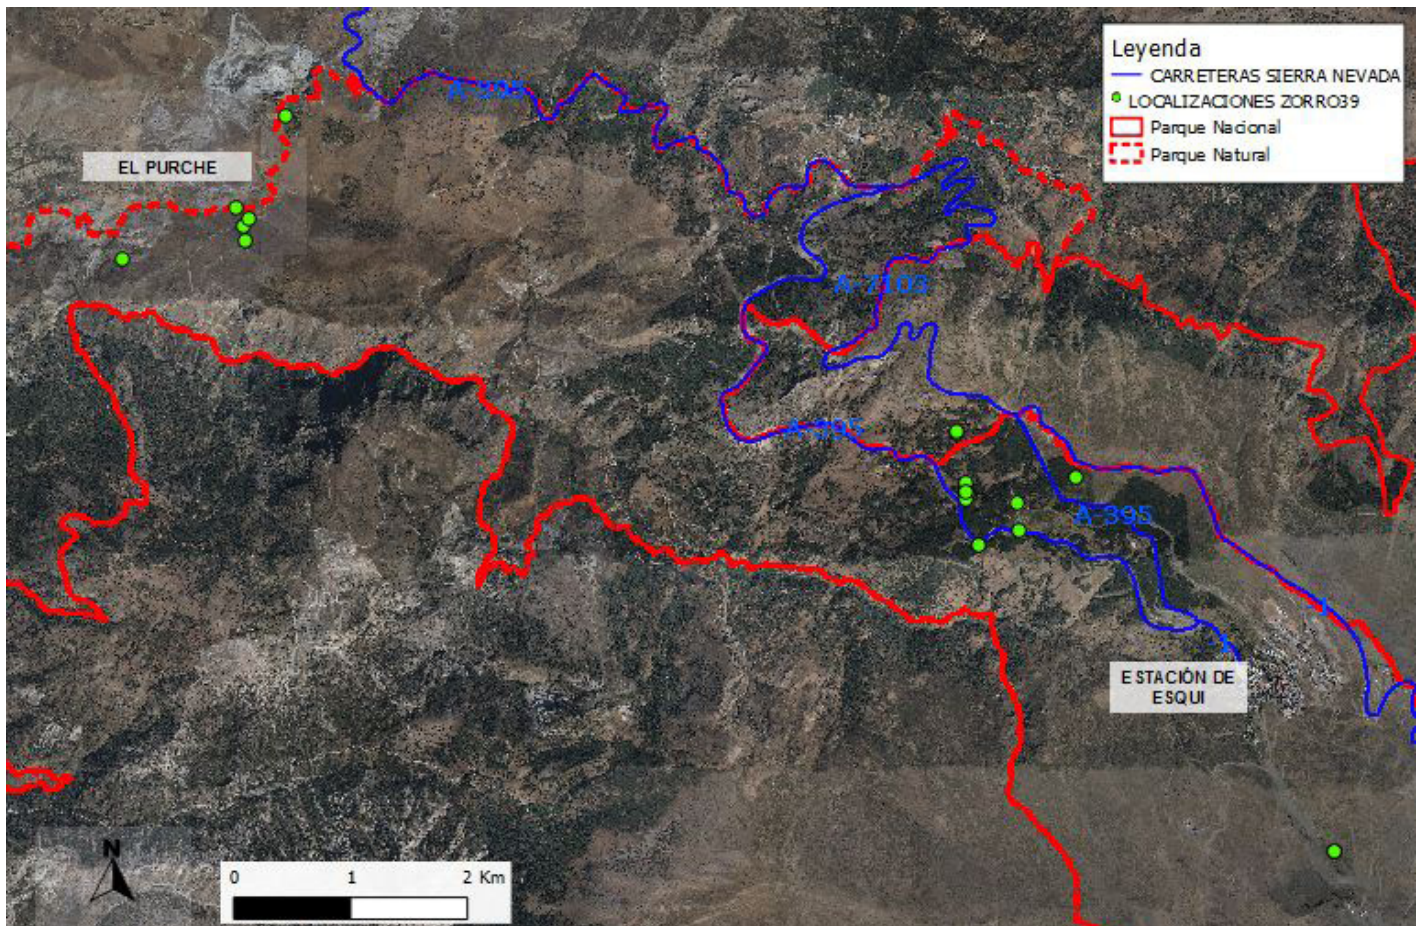 Leyenda
CARRETERAS SIERRA NEVADA
LOCALIZACIONES ZORRO39
Parque Nacional
Parque Natural
A-395
EL PURCHE
A-7103
A-395
A-395
ESTACIÓN DE
ESQUI
N
0 1 2 Km